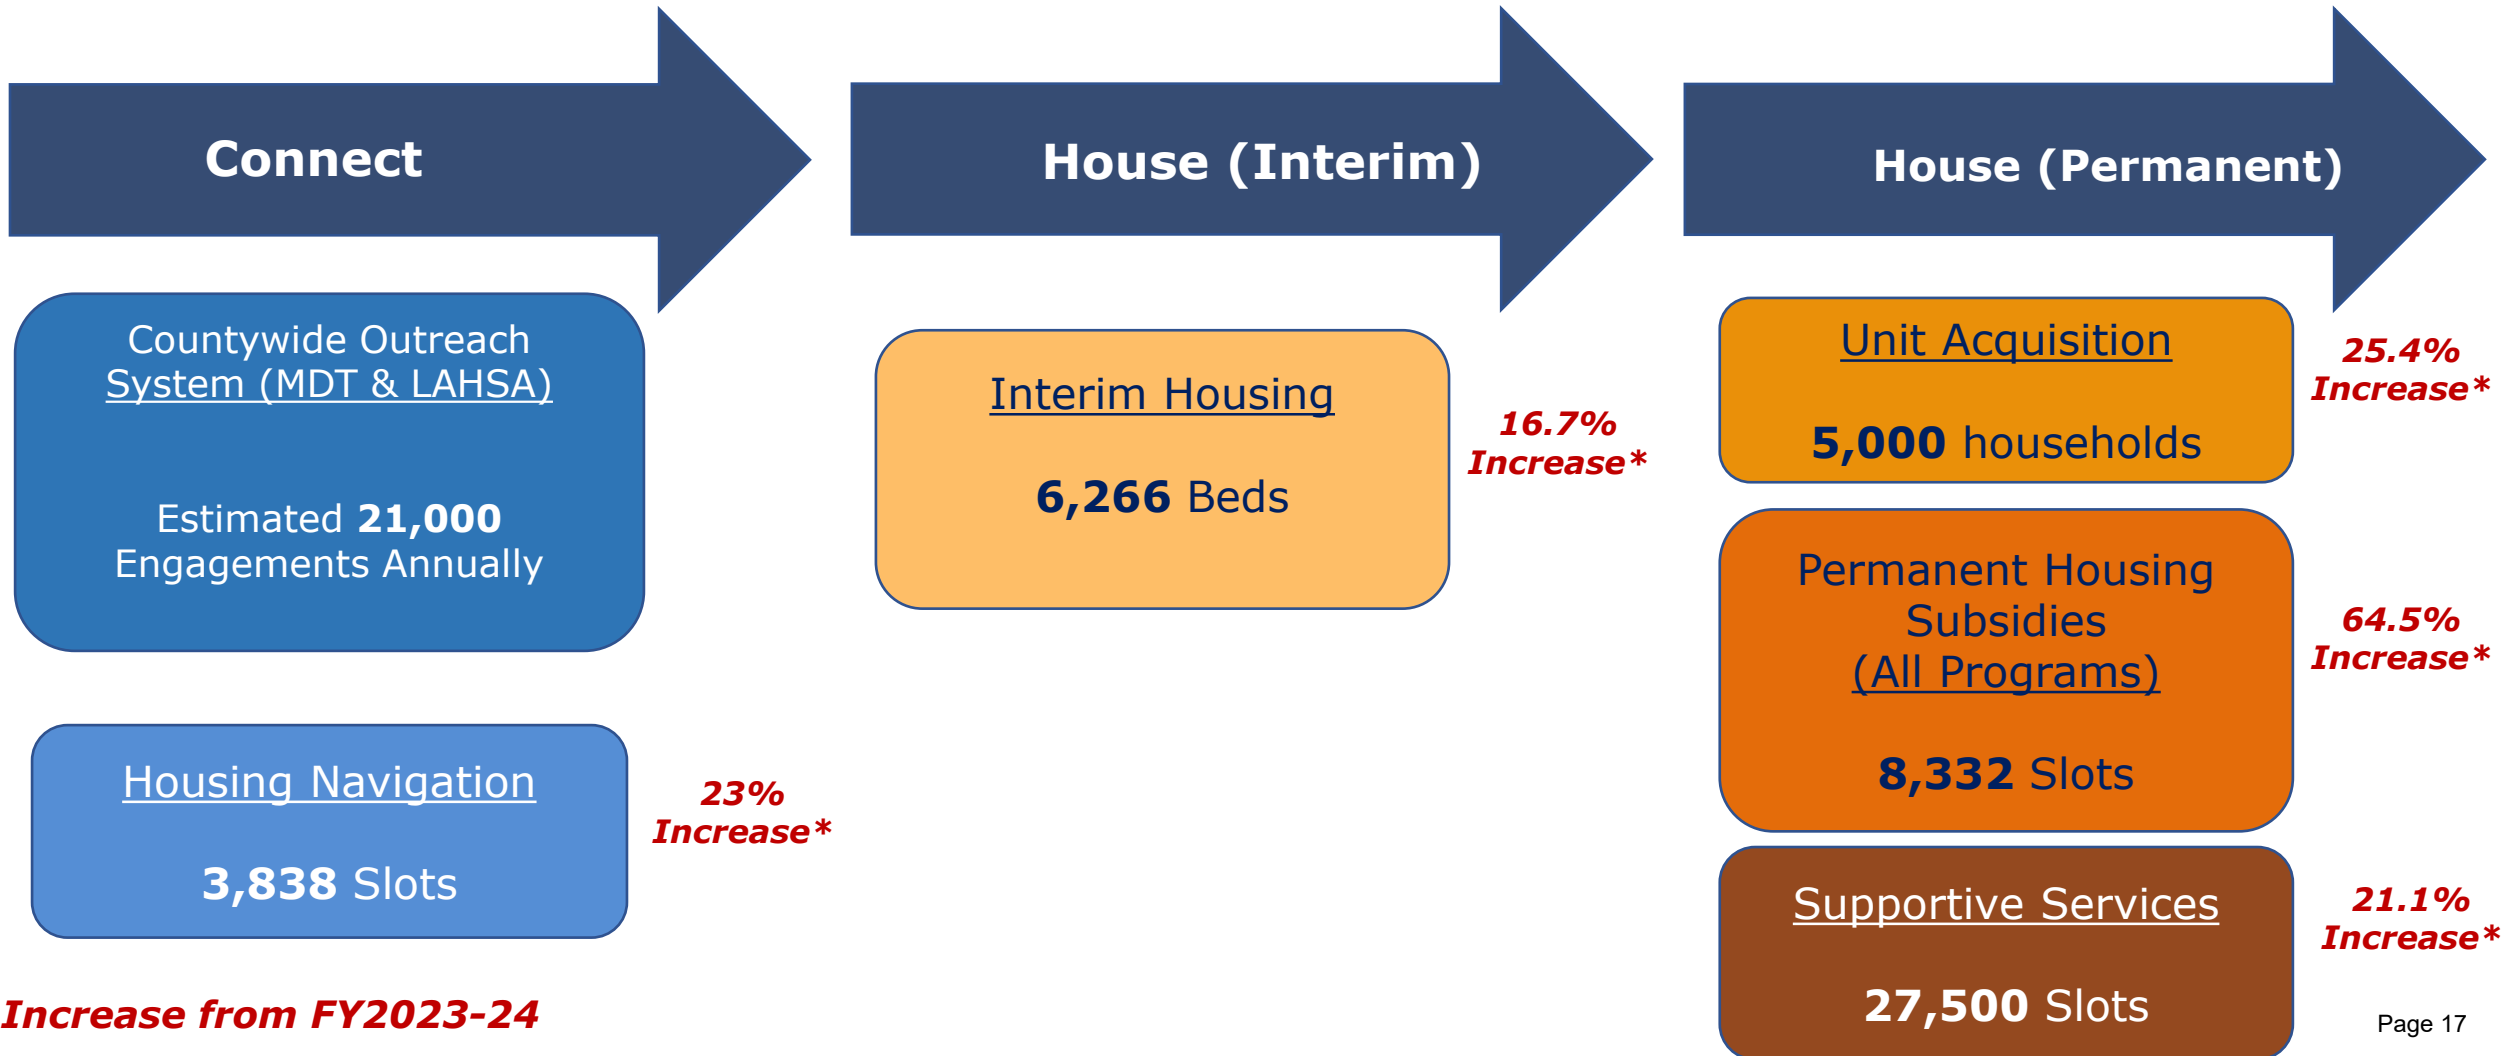 Connect
Countywide Outreach
System (MDT & LAHSA)
Estimated 21,000
Engagements Annually
Housing Navigation
3,838 Slots
23%
Increase*
House (Interim)
Interim Housing
6,266 Beds
16.7%
Increase*
House (Permanent)
Unit Acquisition
5,000 households
25.4%
Increase*
Permanent Housing
Subsidies
(All Programs)
8,332 Slots
64.5%
Increase*
Supportive Services
27,500 Slots
21.1%
Increase*
Increase from FY2023-24
Page 17